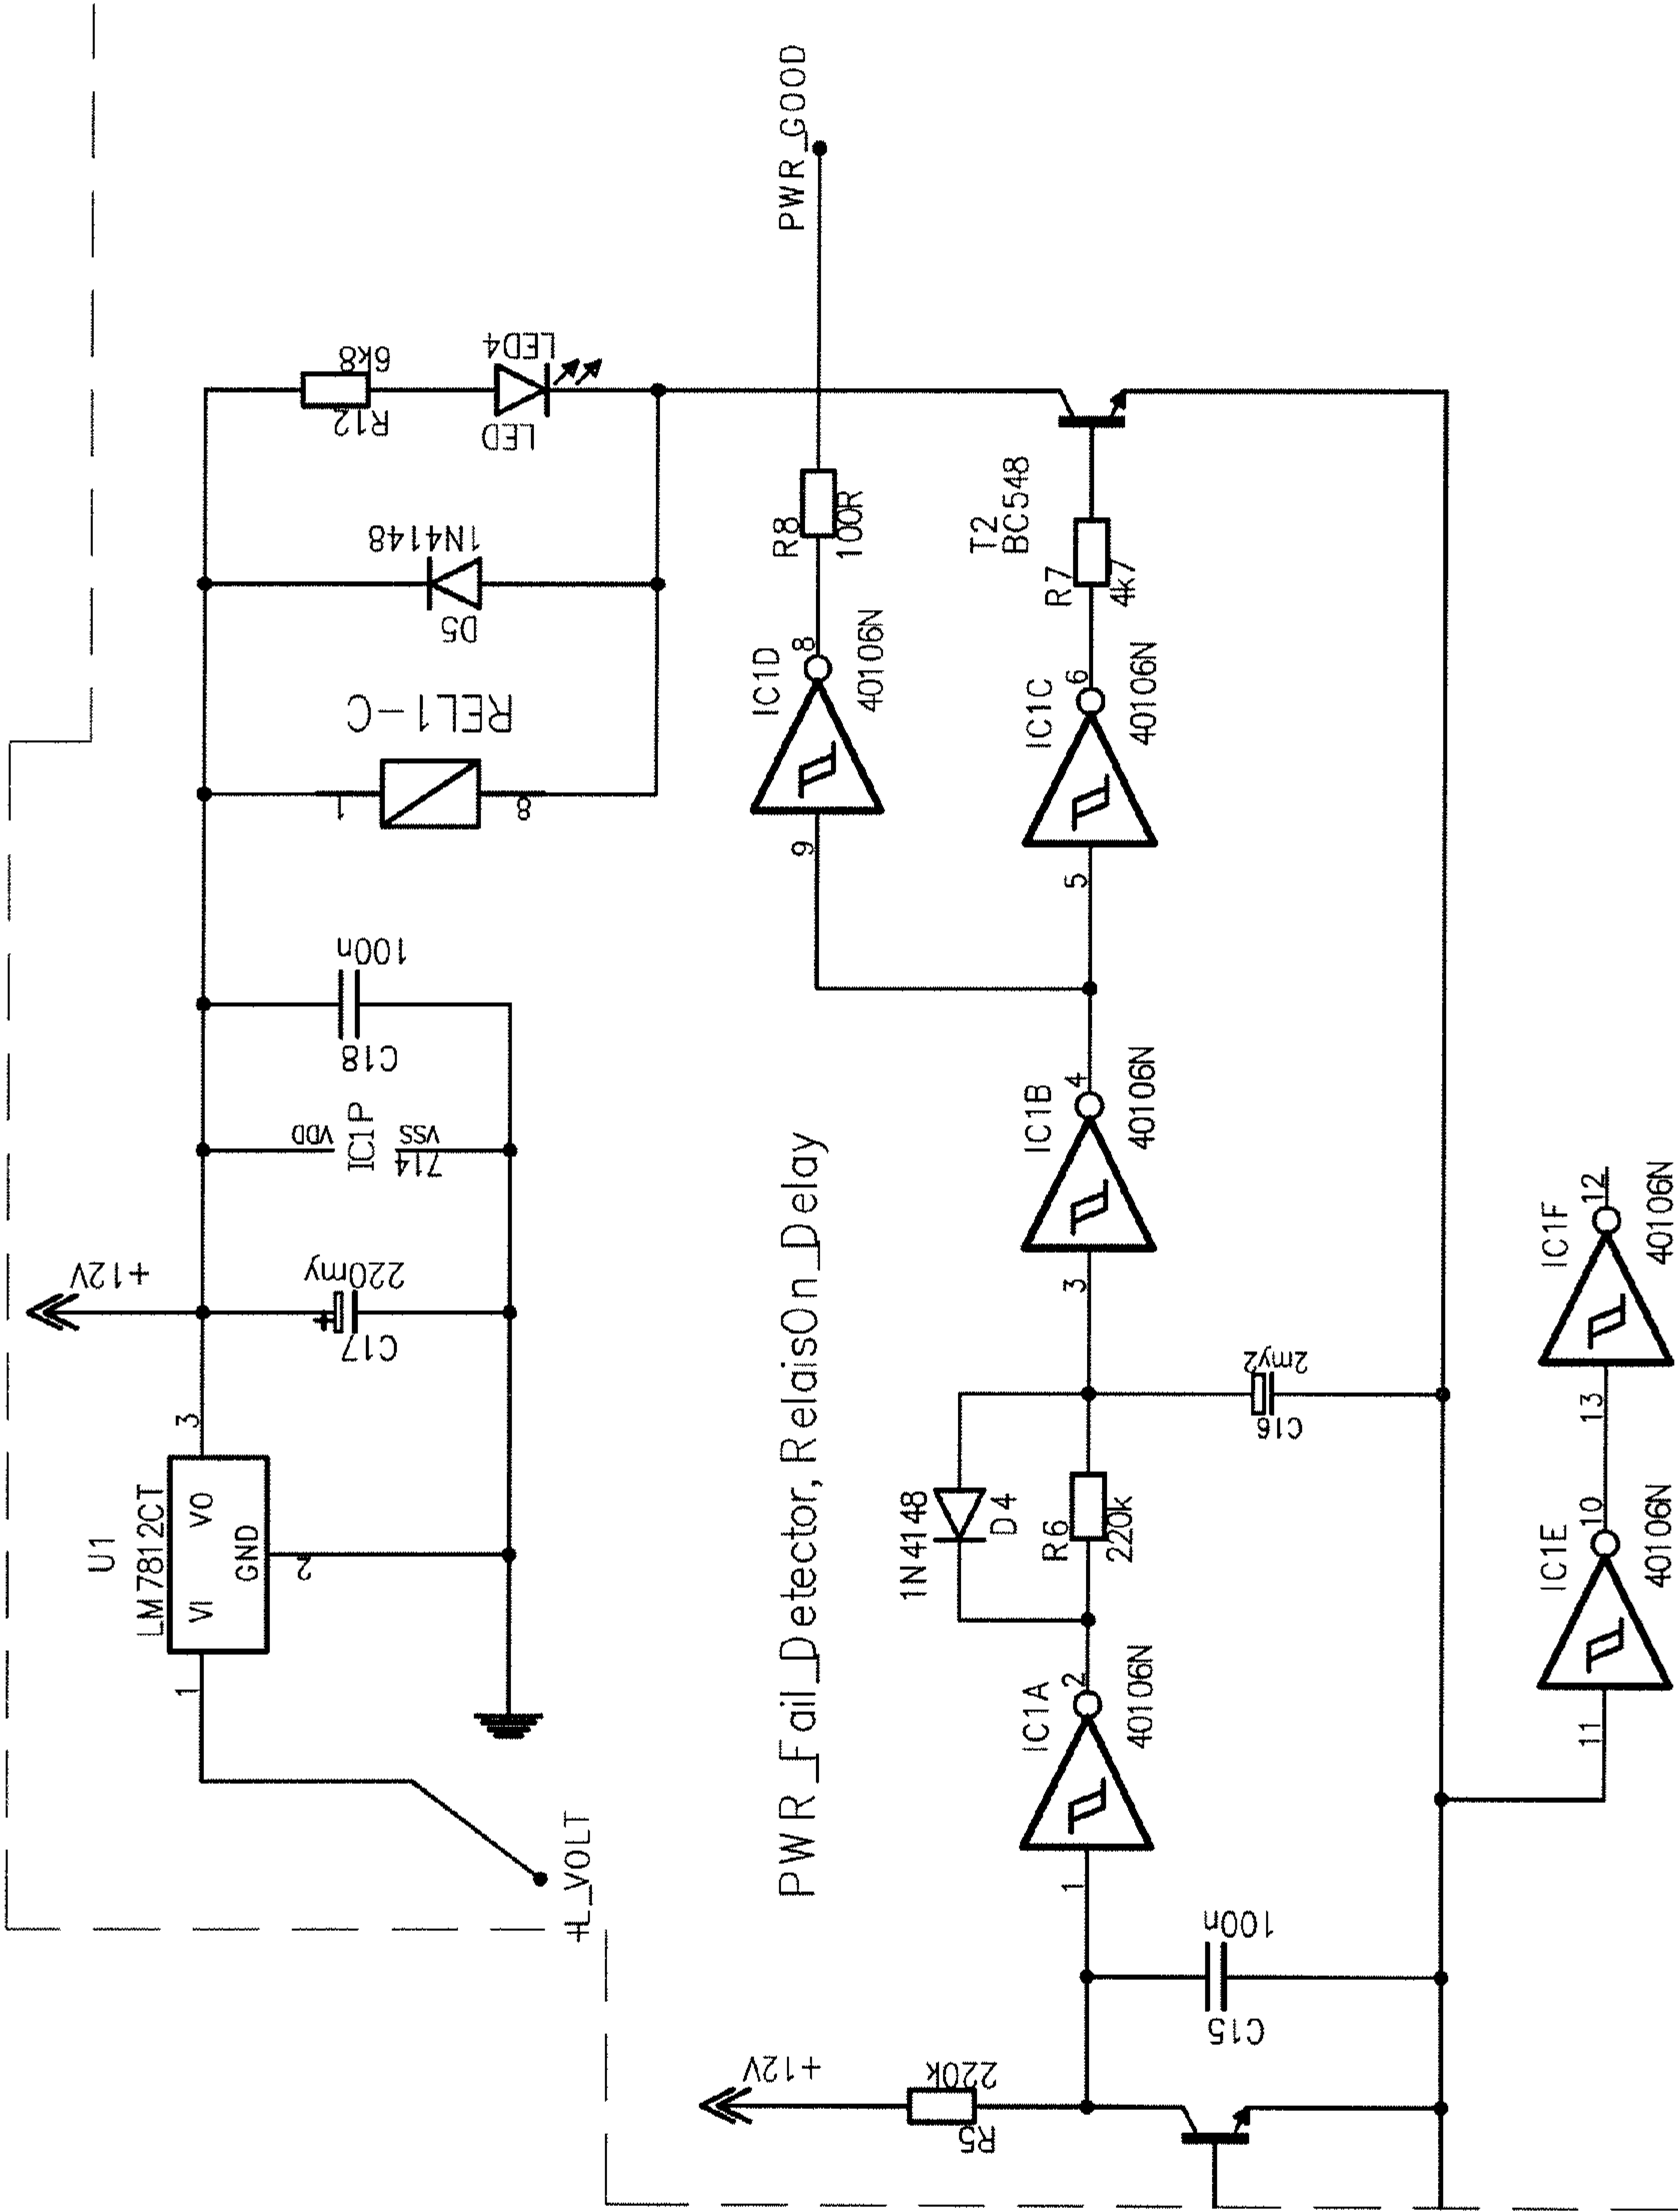 +12V
U1
LM7812CT
VI
VO
GND
1
3
2
+L_VOLT
C17
220my
IC1P
VDD
VSS
714
C18
100n
REL1-C
1
8
D5
1N4148
R12
6k8
LED
LED4
PWR_GOOD
PWR_Fail_Detector, RelaisOn_Delay
+12V
R5
220k
C15
100n
IC1A
40106N
1
2
1N4148
D4
R6
220k
C16
2my2
IC1B
40106N
3
4
IC1D
40106N
9
8
R8
100R
IC1C
40106N
5
6
R7
4k7
T2
BC548
IC1E
40106N
11
10
IC1F
40106N
13
12